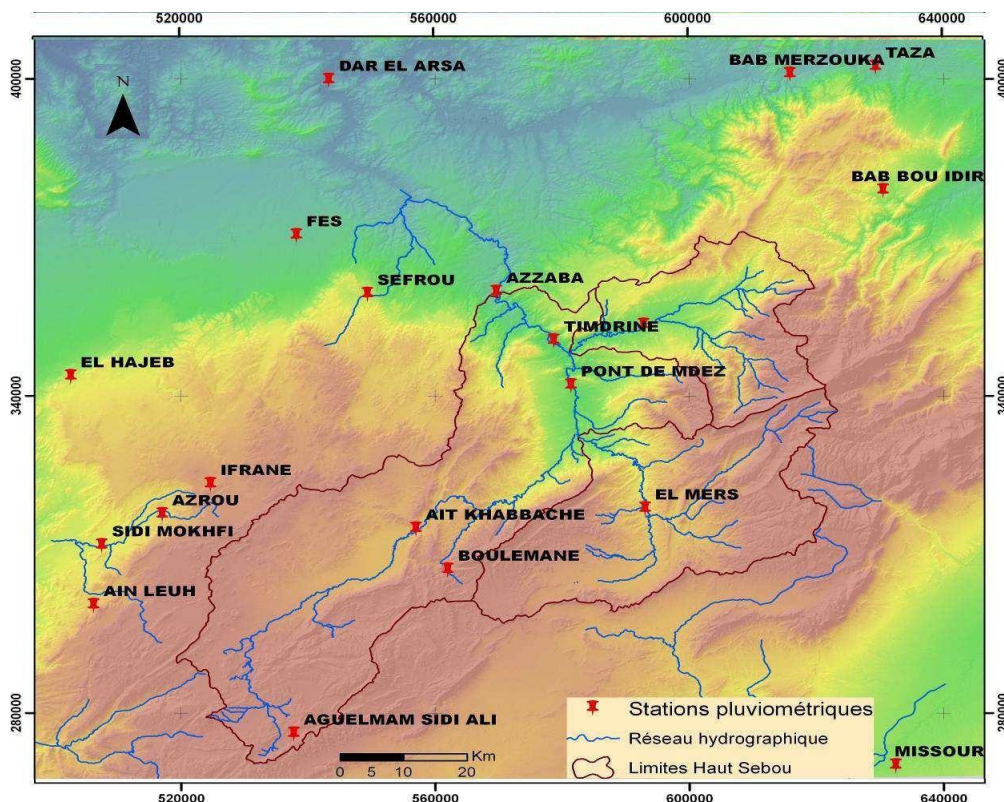 520000 560000 600000 640000
400000 400000
340000 340000
280000 280000
N
DAR EL ARSA
BAB MERZOUKA
TAZA
BAB BOU IDIR
FES
SEFROU
AZZABA
TIMDRINE
EL HAJEB
PONT DE MDEZ
IFRANE
AZROU
SIDI MOKHFI
EL MERS
AIT KHABBACHE
BOULEMANE
AIN LEUH
AGUELMAM SIDI ALI
MISSOUR
Stations pluviométriques
Réseau hydrographique
Limites Haut Sebou
Km
0 5 10 20
520000 560000 600000 640000